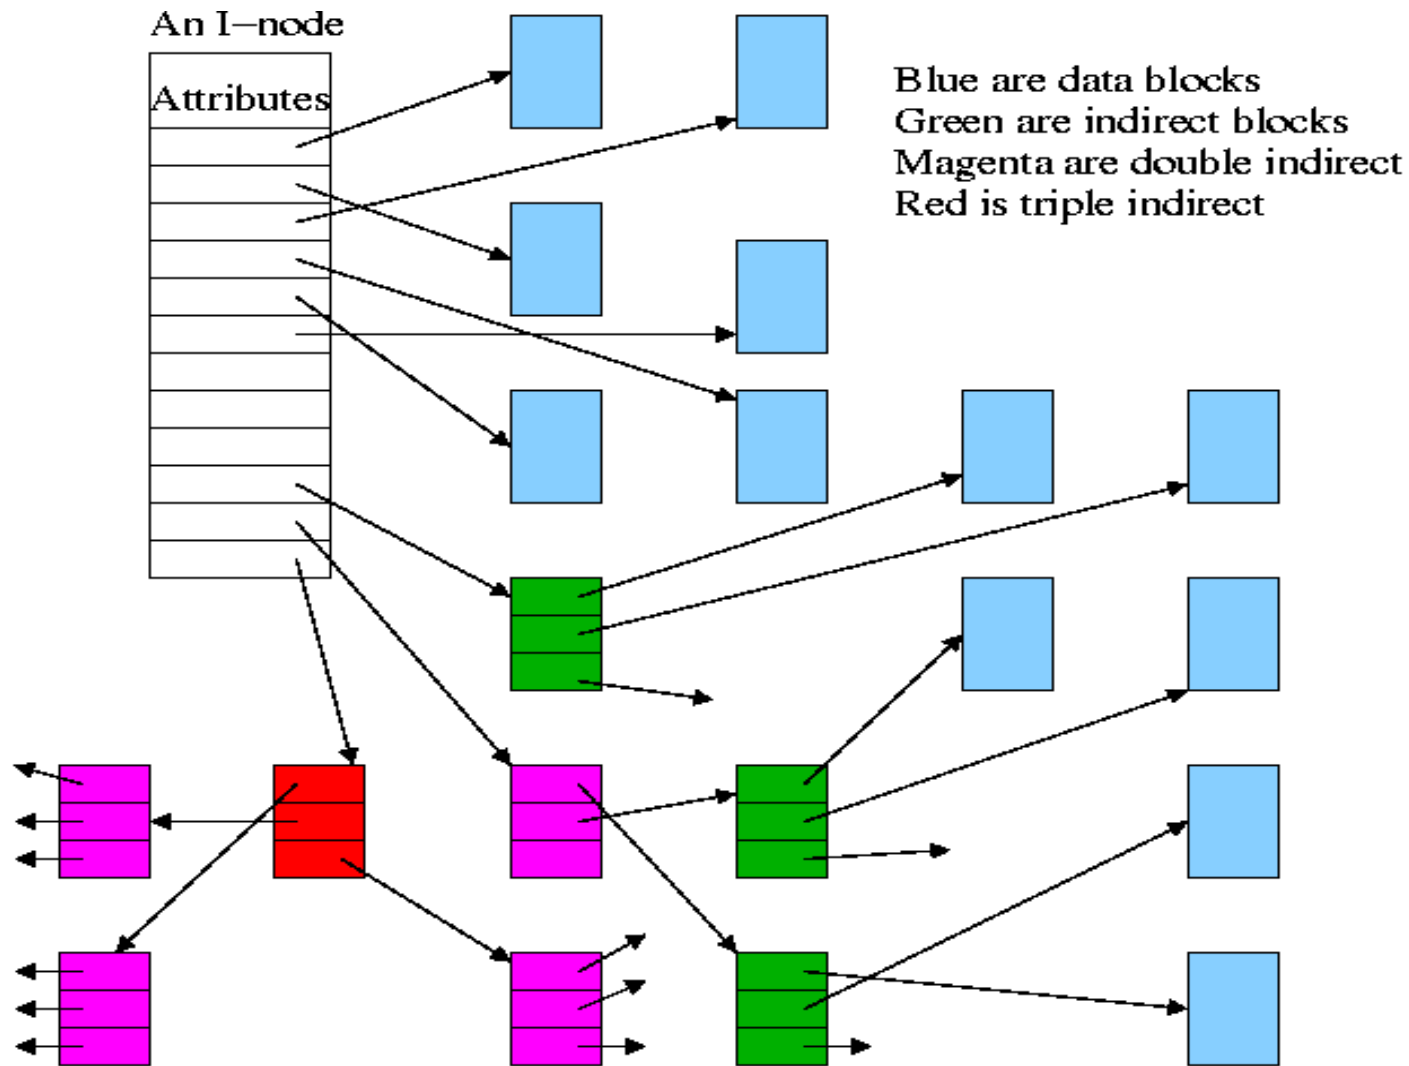 An I-node
Attributes
Blue are data blocks
Green are indirect blocks
Magenta are double indirect
Red is triple indirect